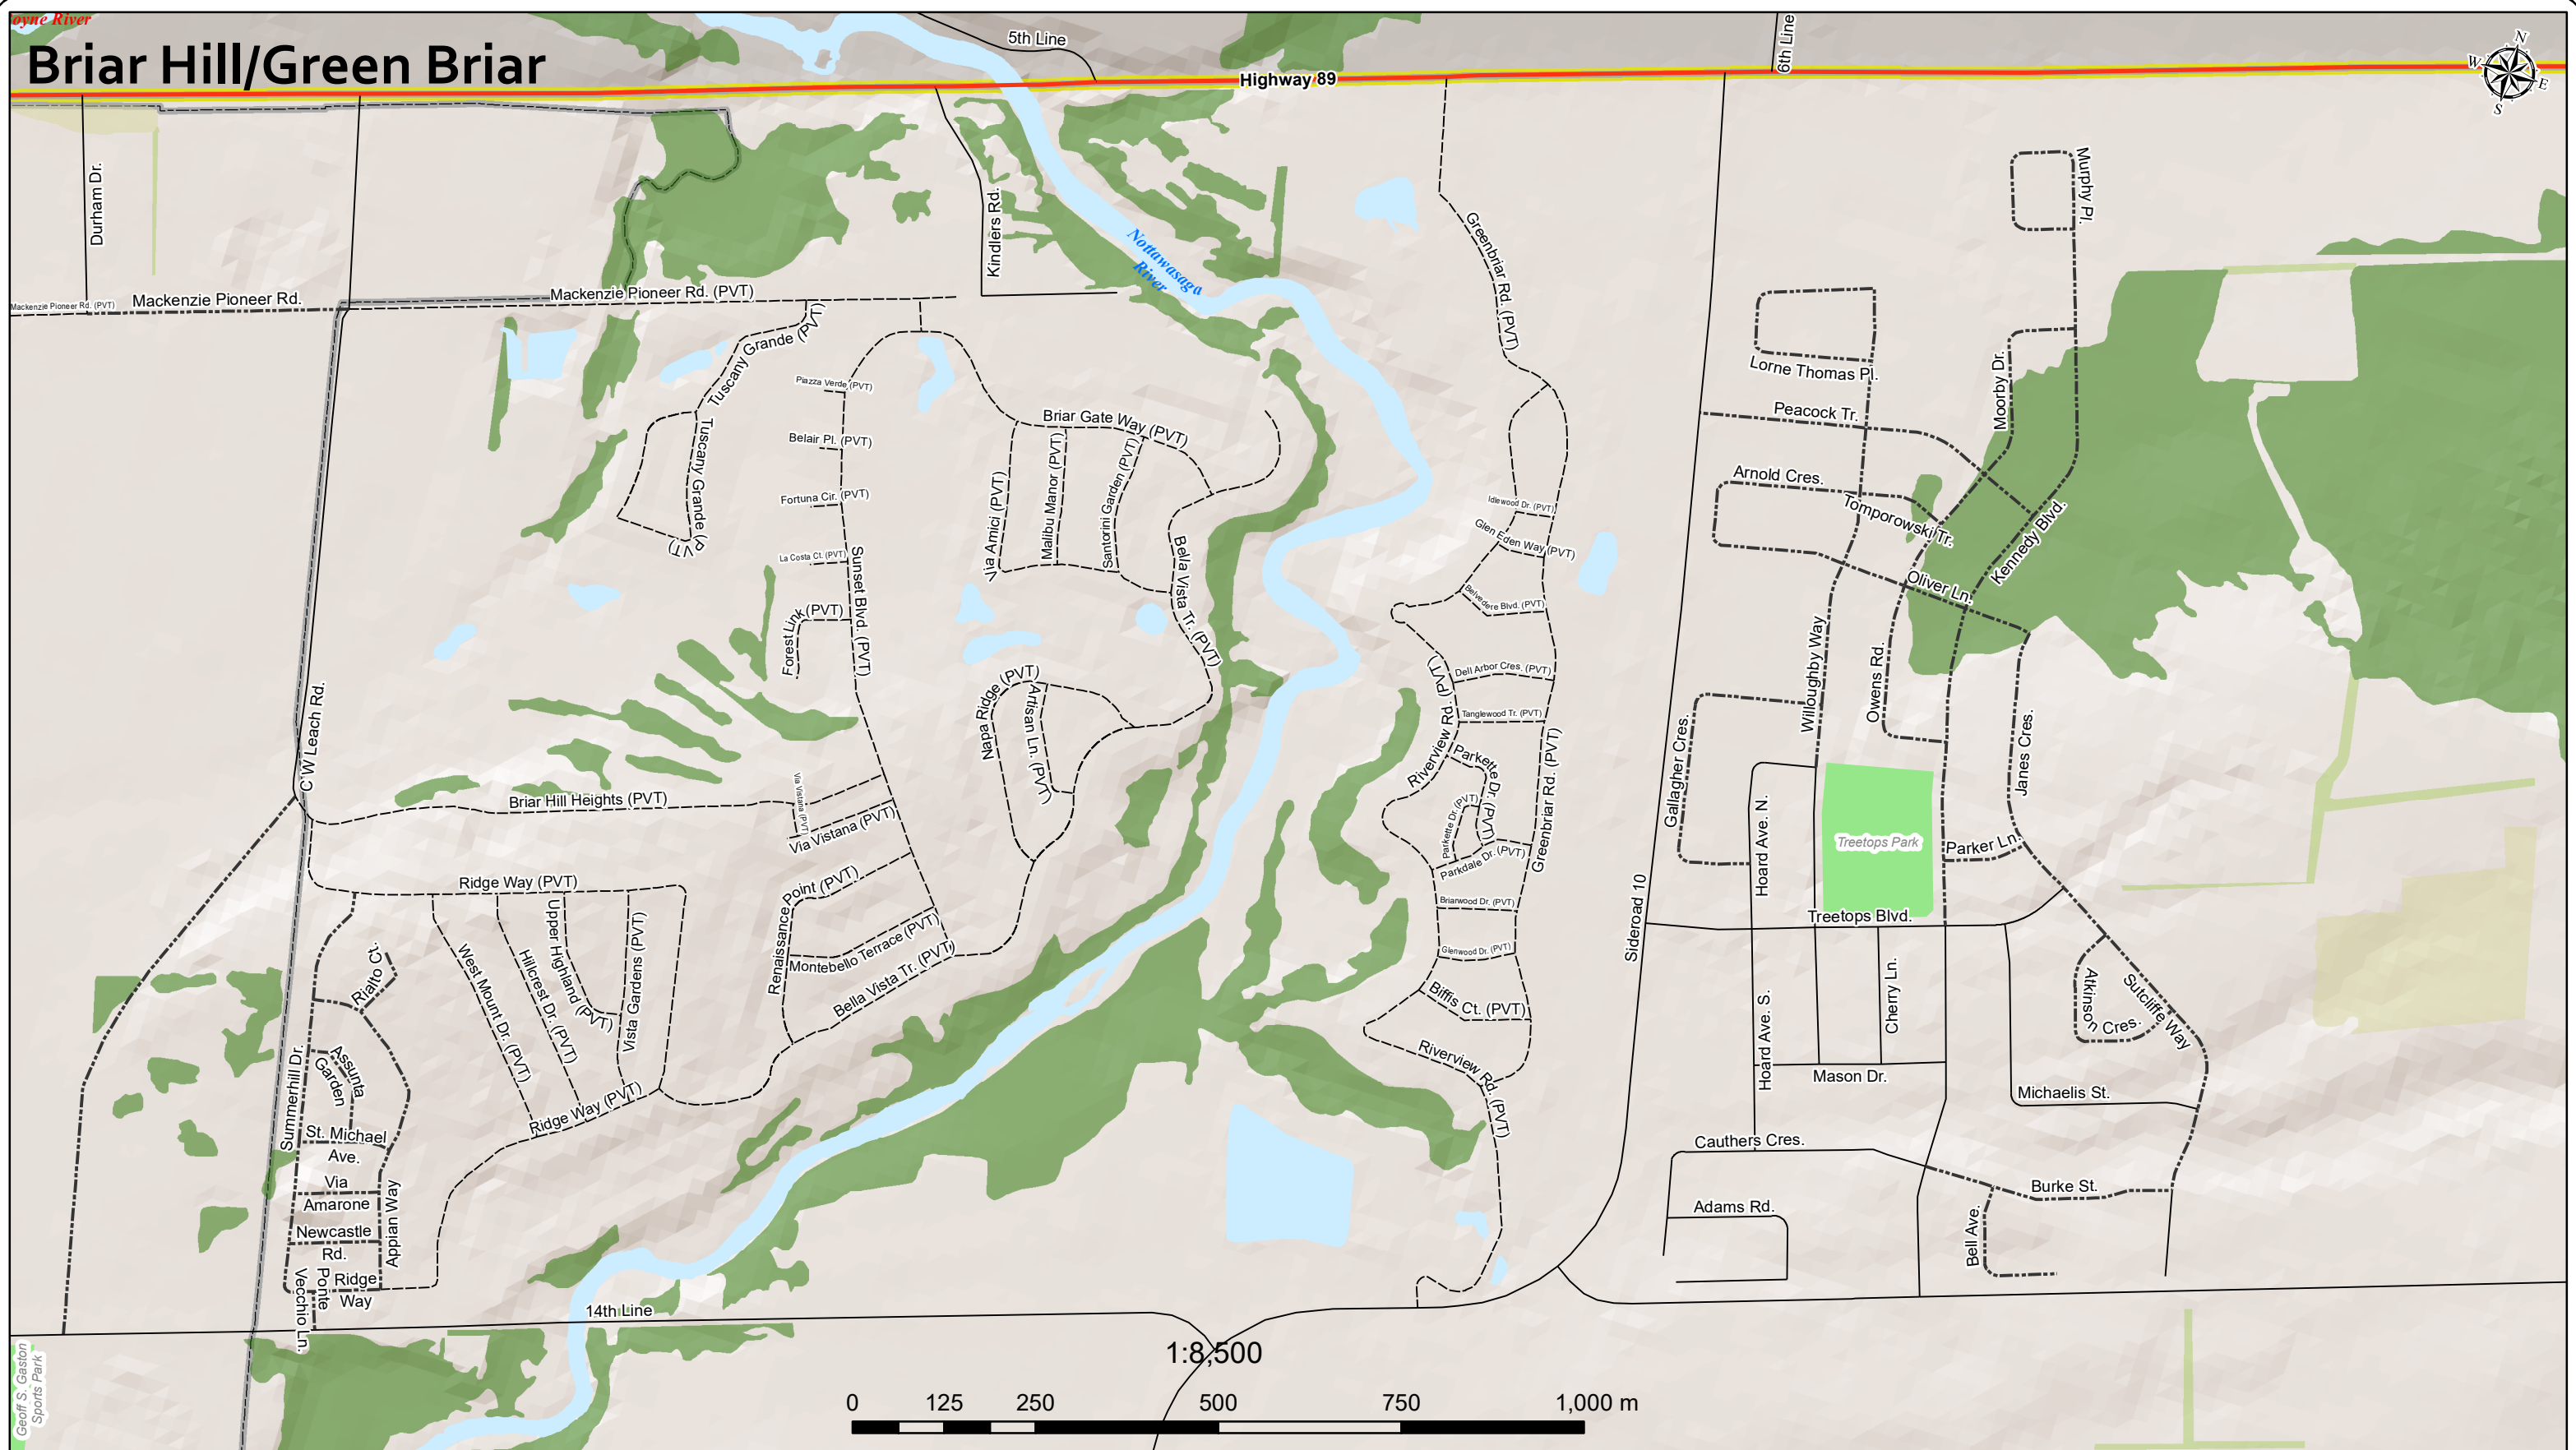 oyne River
Briar Hill/Green Briar
5th Line
6th Line
Highway 89
N
W
E
S
Durham Dr.
Kindlers Rd.
Murphy Pl.
Nottawasaga
River
Greenbriar Rd. (PVT)
Mackenzie Pioneer Rd. (PVT)
Mackenzie Pioneer Rd.
Mackenzie Pioneer Rd. (PVT)
Tuscany Grande (PVT)
Tuscany Grande (PVT)
Piazza Verde (PVT)
Belair Pl. (PVT)
Fortuna Cir. (PVT)
La Costa Ct. (PVT)
Forest Link (PVT)
Sunset Blvd. (PVT)
Briar Gate Way (PVT)
Via Amici (PVT)
Malibu Manor (PVT)
Santorini Garden (PVT)
Bella Vista Tr. (PVT)
Napa Ridge (PVT)
Artisan Ln. (PVT)
Lorne Thomas Pl.
Peacock Tr.
Moorby Dr.
Arnold Cres.
Tomporowski Tr.
Kennedy Blvd.
Oliver Ln.
Idlewood Dr. (PVT)
Glen Eden Way (PVT)
Belvedere Blvd. (PVT)
Dell Arbor Cres. (PVT)
Tanglewood Tr. (PVT)
Riverview Rd. (PVT)
Parkette Dr. (PVT)
Parkette Dr. (PVT)
Parkdale Dr. (PVT)
Greenbriar Rd. (PVT)
Briarwood Dr. (PVT)
Glenwood Dr. (PVT)
Biffis Ct. (PVT)
Riverview Rd. (PVT)
Willoughby Way
Owens Rd.
Gallagher Cres.
Janes Cres.
Hoard Ave. N.
Treetops Park
Parker Ln.
Treetops Blvd.
Sideroad 10
C W Leach Rd.
Briar Hill Heights (PVT)
Via Vistana (PVT)
Via Vistana (PVT)
Ridge Way (PVT)
Renaissance Point (PVT)
Montebello Terrace (PVT)
Bella Vista Tr. (PVT)
West Mount Dr. (PVT)
Hillcrest Dr. (PVT)
Upper Highland (PVT)
Vista Gardens (PVT)
Ridge Way (PVT)
Rialto Ct.
Assunta
Garden
Summerhill Dr.
St. Michael
Ave.
Via
Amarone
Newcastle
Rd.
Appian Way
Ridge
Way
Ponte
Vecchio Ln.
Hoard Ave. S.
Cherry Ln.
Mason Dr.
Atkinson Cres.
Sutcliffe Way
Michaelis St.
Cauthers Cres.
Adams Rd.
Burke St.
Bell Ave.
14th Line
Geoff S. Gaston
Sports Park
1:8,500
0 125 250 500 750 1,000 m